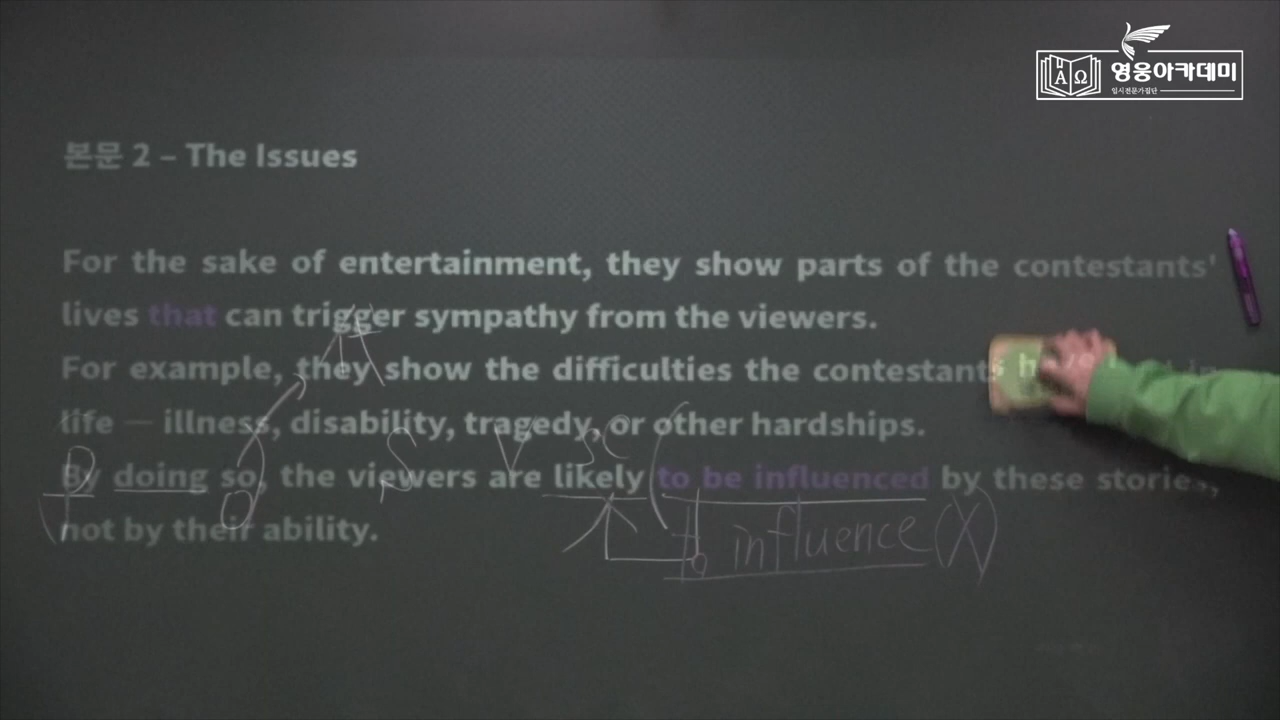 영웅아카데미
입시전문가집단
본문 2 – The Issues
For the sake of entertainment, they show parts of the contestants'
lives that can trigger sympathy from the viewers.
For example, they show the difficulties the contestants in
life — illness, disability, tragedy, or other hardships.
S V SC
P
By doing so, the viewers are likely to be influenced by these stories,
O
not by their ability.
to influence (X)